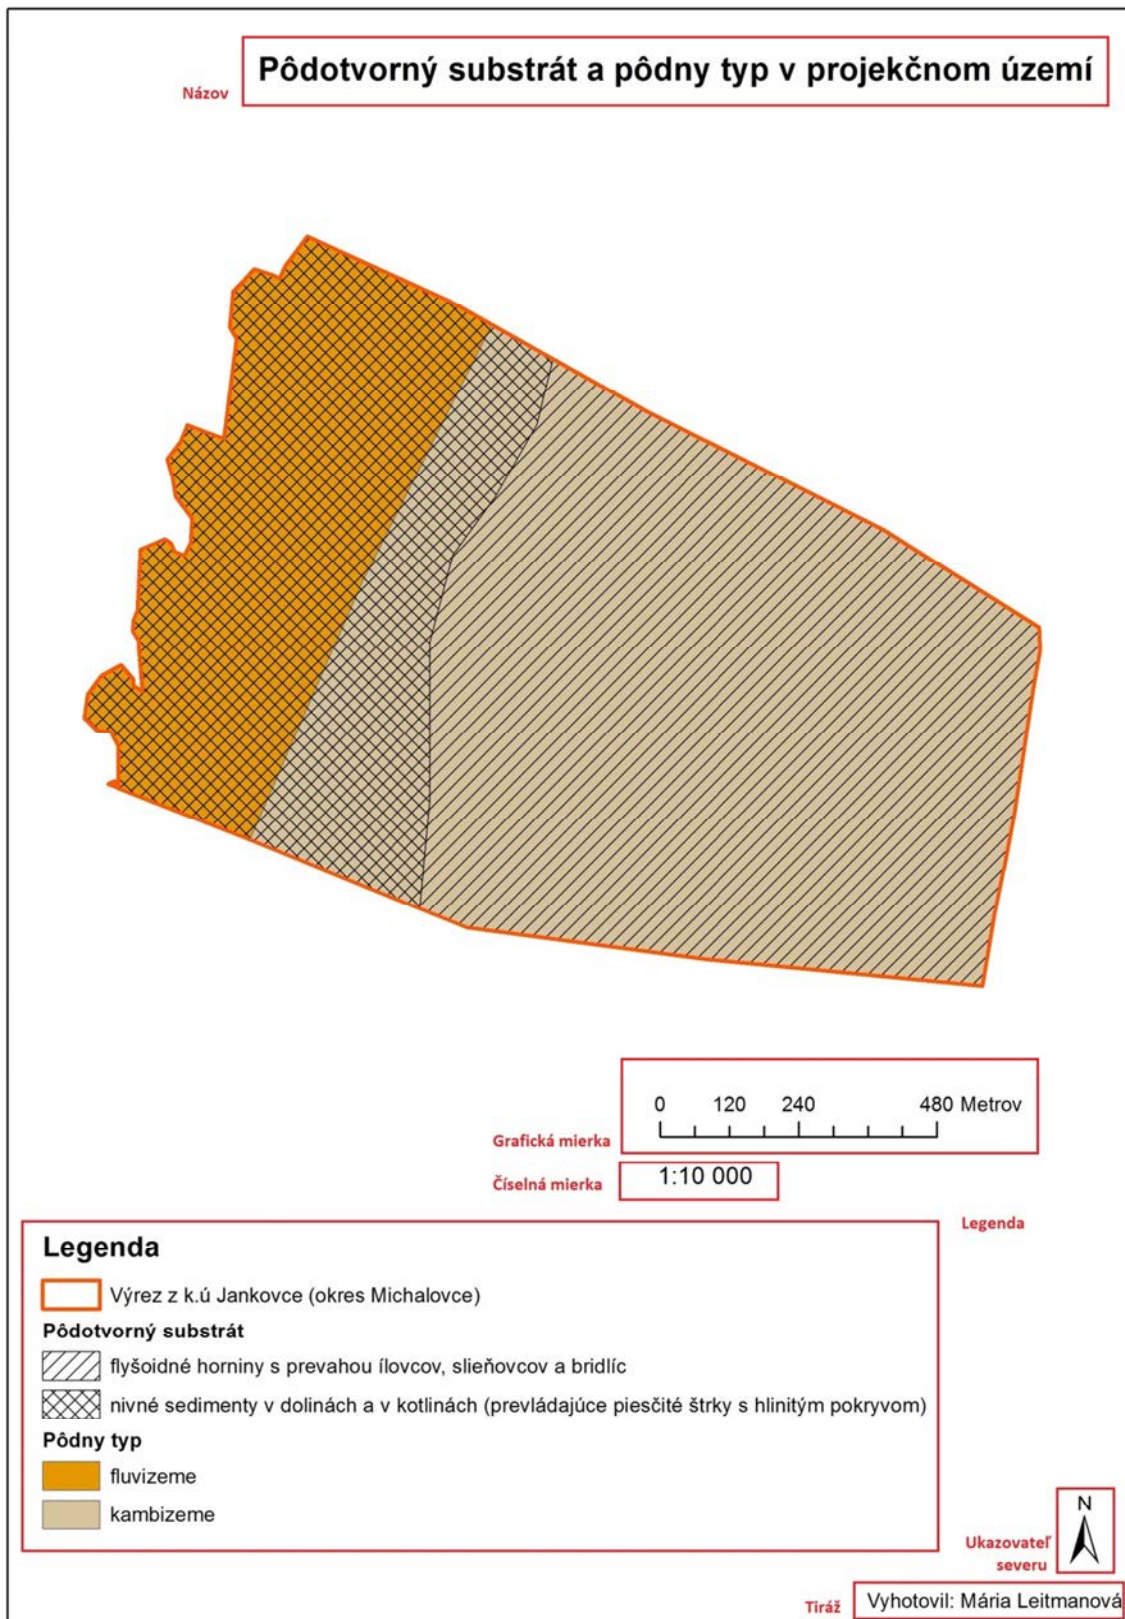 Pôdotvorný substrát a pôdny typ v projekčnom území
Názov
0 120 240 480 Metrov
Grafická mierka
1:10 000
Číselná mierka
Legenda
Legenda
Výrez z k.ú Jankovce (okres Michalovce)
Pôdotvorný substrát
flyšoidné horniny s prevahou ílovcov, slieňovcov a bridlíc
nivné sedimenty v dolinách a v kotlinách (prevládajúce piesčité štrky s hlinitým pokryvom)
Pôdny typ
fluvizeme
kambizeme
N
Ukazovateľ
severu
Tiráž
Vyhotovil: Mária Leitmanová